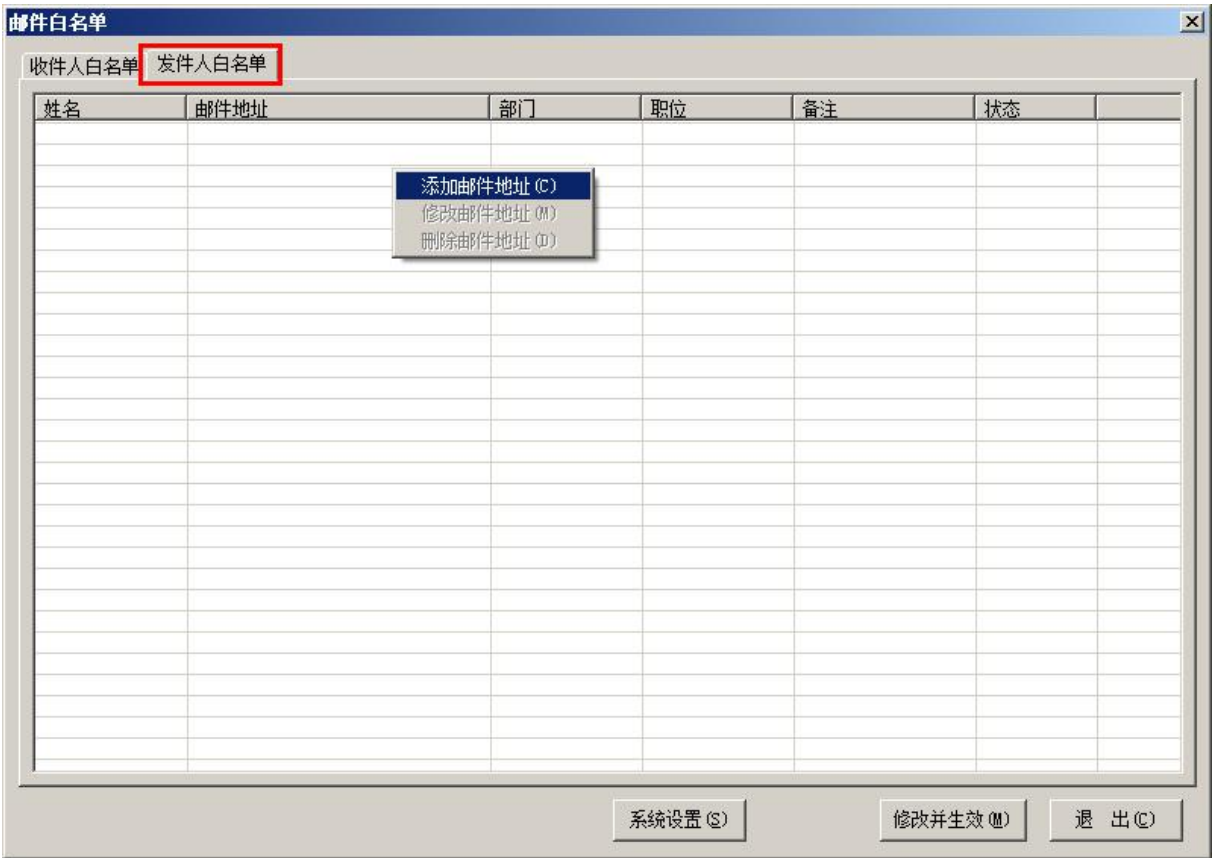 邮件白名单
收件人白名单 发件人白名单
姓名 邮件地址 部门 职位 备注 状态
添加邮件地址(C)
修改邮件地址(M)
删除邮件地址(D)
系统设置(S) 修改并生效(M) 退 出(C)